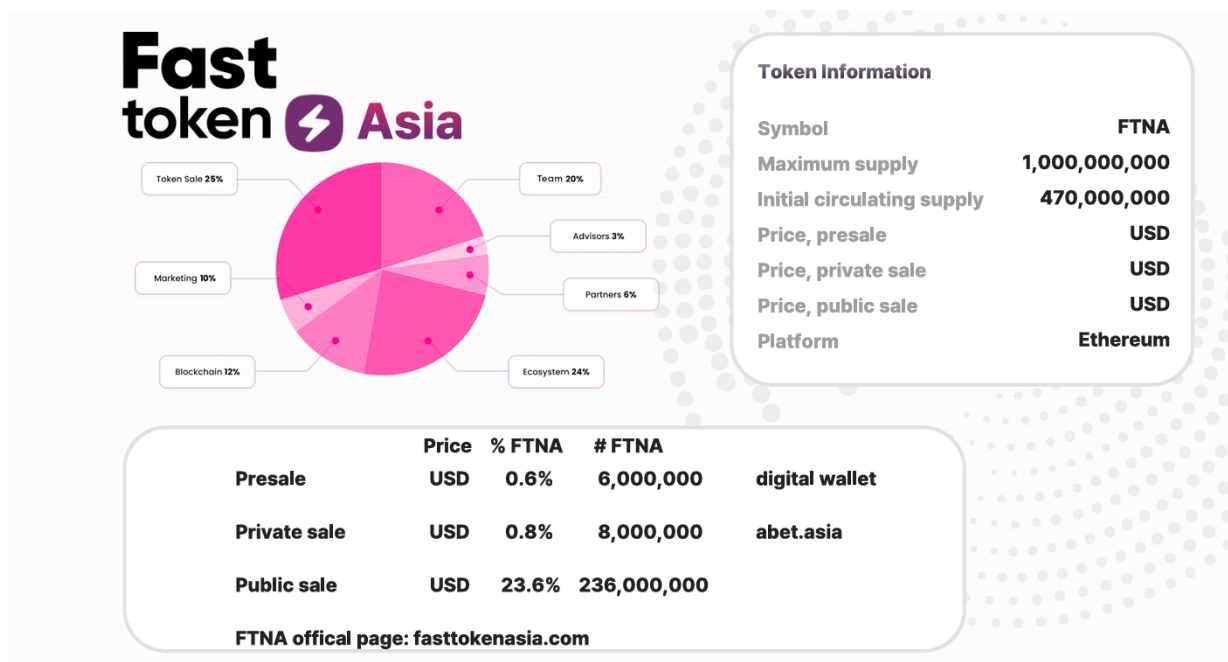 Fast
token Asia
Token Sale 25%
Team 20%
Advisors 3%
Marketing 10%
Partners 6%
Blockchain 12%
Ecosystem 24%
Token Information
Symbol FTNA
Maximum supply 1,000,000,000
Initial circulating supply 470,000,000
Price, presale USD
Price, private sale USD
Price, public sale USD
Platform Ethereum
Price % FTNA # FTNA
Presale USD 0.6% 6,000,000 digital wallet
Private sale USD 0.8% 8,000,000 abet.asia
Public sale USD 23.6% 236,000,000
FTNA offical page: fasttokenasia.com